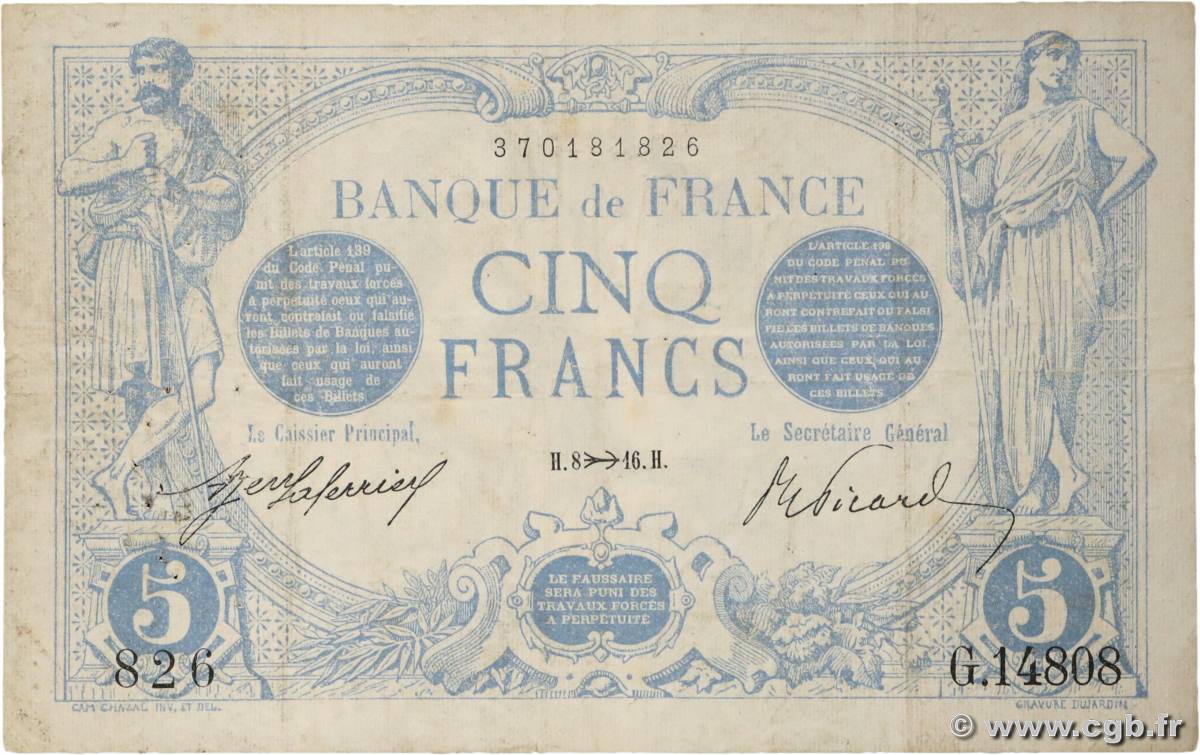 370181826
BANQUE de FRANCE
CINQ
FRANCS
L'article 139
du Code Pénal pu-
nit des travaux forcés
à perpétuité ceux qui au-
ront contrefait ou falsifié
les Billets de Banques au-
torisées par la loi, ainsi
que ceux qui auront
fait usage de
ces Billets.
L'ARTICLE 139
DU CODE PENAL PU
NIT DES TRAVAUX FORCÉS
A PERPÉTUITÉ CEUX QUI AU
RONT CONTREFAIT OU FALSI
FIÉ LES BILLETS DE BANQUES
AUTORISÉES PAR LA LOI,
AINSI QUE CEUX QUI AU
RONT FAIT USAGE DE
CES BILLETS
Le Caissier Principal,
Le Secrétaire Général
H.8 16.H.
Picard
LE FAUSSAIRE
SERA PUNI DES
TRAVAUX FORCÉS
A PERPÉTUITÉ
5
5
826
G.14808
CAM CHAZAL INV. ET DEL.
GRAVURE DUJARDIN
© www.cgb.fr